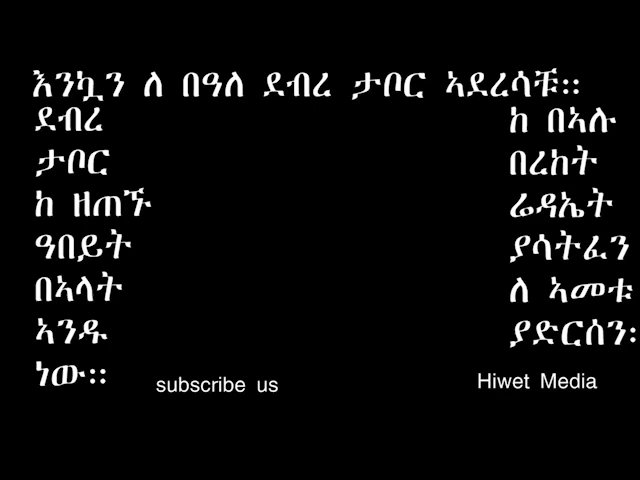 እንኳን ለ በዓለ ደብረ ታቦር ኣደረሳቹ።
ደብረ
ታቦር
ከ ዘጠኙ
ዓበይት
በኣላት
ኣንዱ
ነው።
ከ በኣሉ
በረከት
ሬዳኤት
ያሳትፈን
ለ ኣመቱ
ያድርሰን፡
subscribe us
Hiwet Media